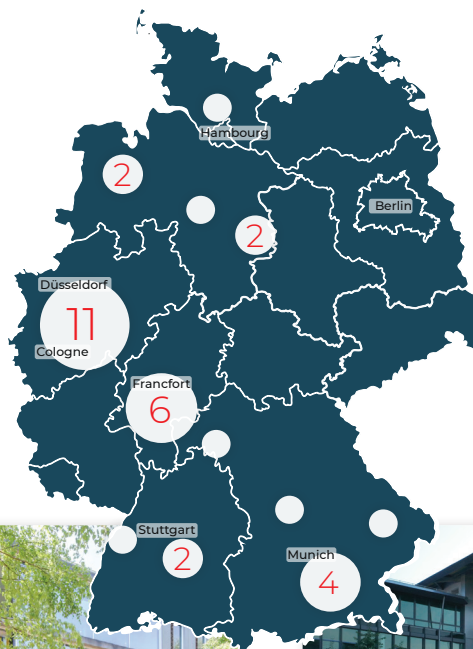 Hambourg
2
Berlin
2
Düsseldorf
11
Cologne
Francfort
6
Stuttgart
2
Munich
4